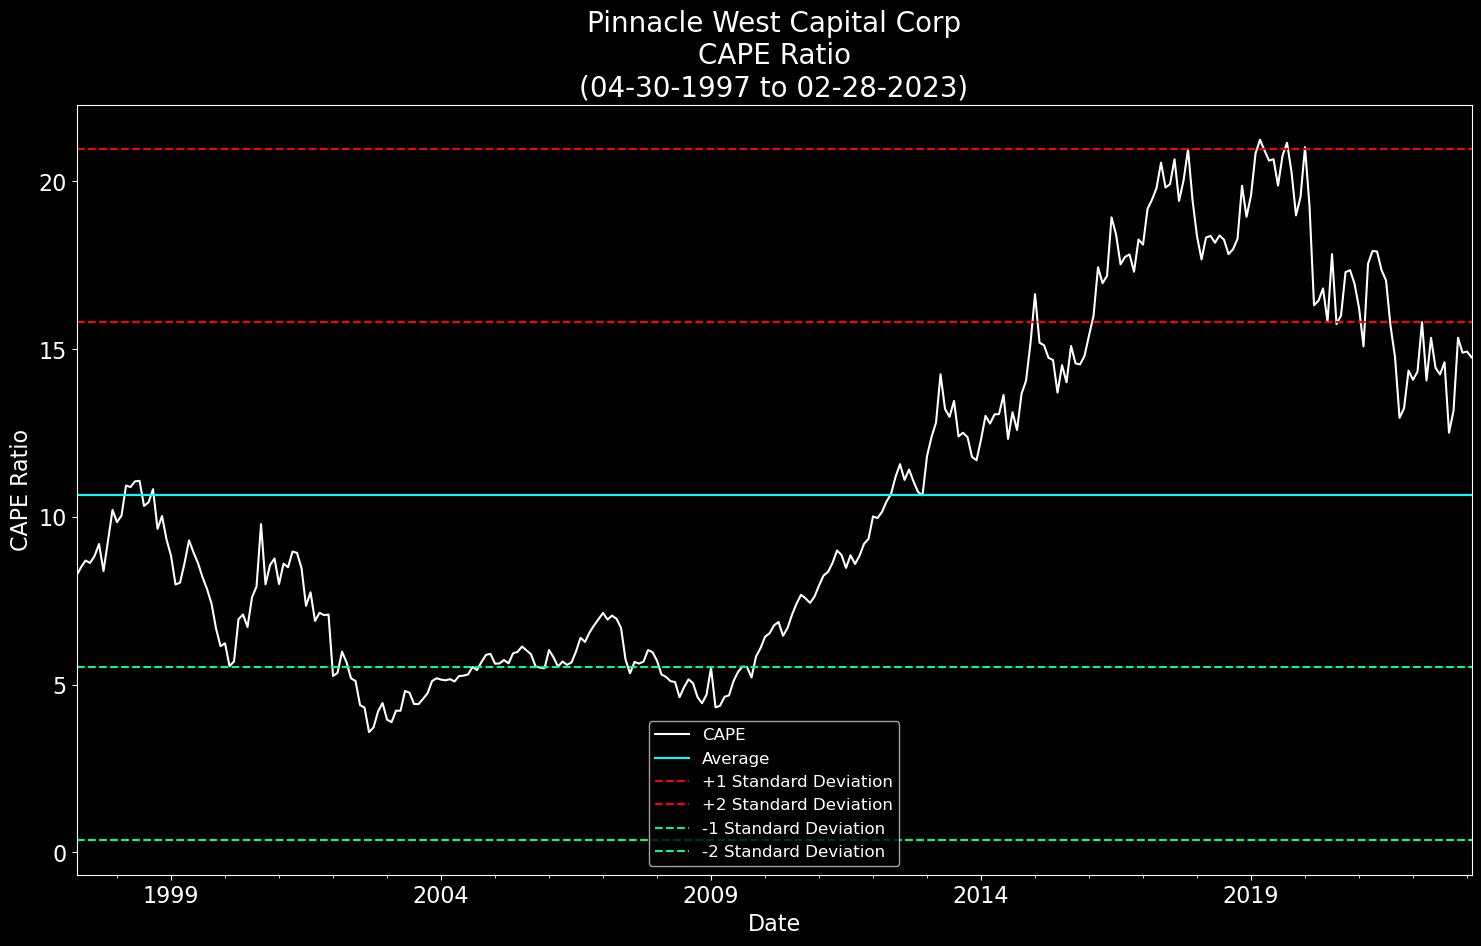 Pinnacle West Capital Corp
CAPE Ratio
(04-30-1997 to 02-28-2023)
20
15
10
5
0
CAPE Ratio
CAPE
Average
+1 Standard Deviation
+2 Standard Deviation
-1 Standard Deviation
-2 Standard Deviation
1999 2004 2009 2014 2019
Date